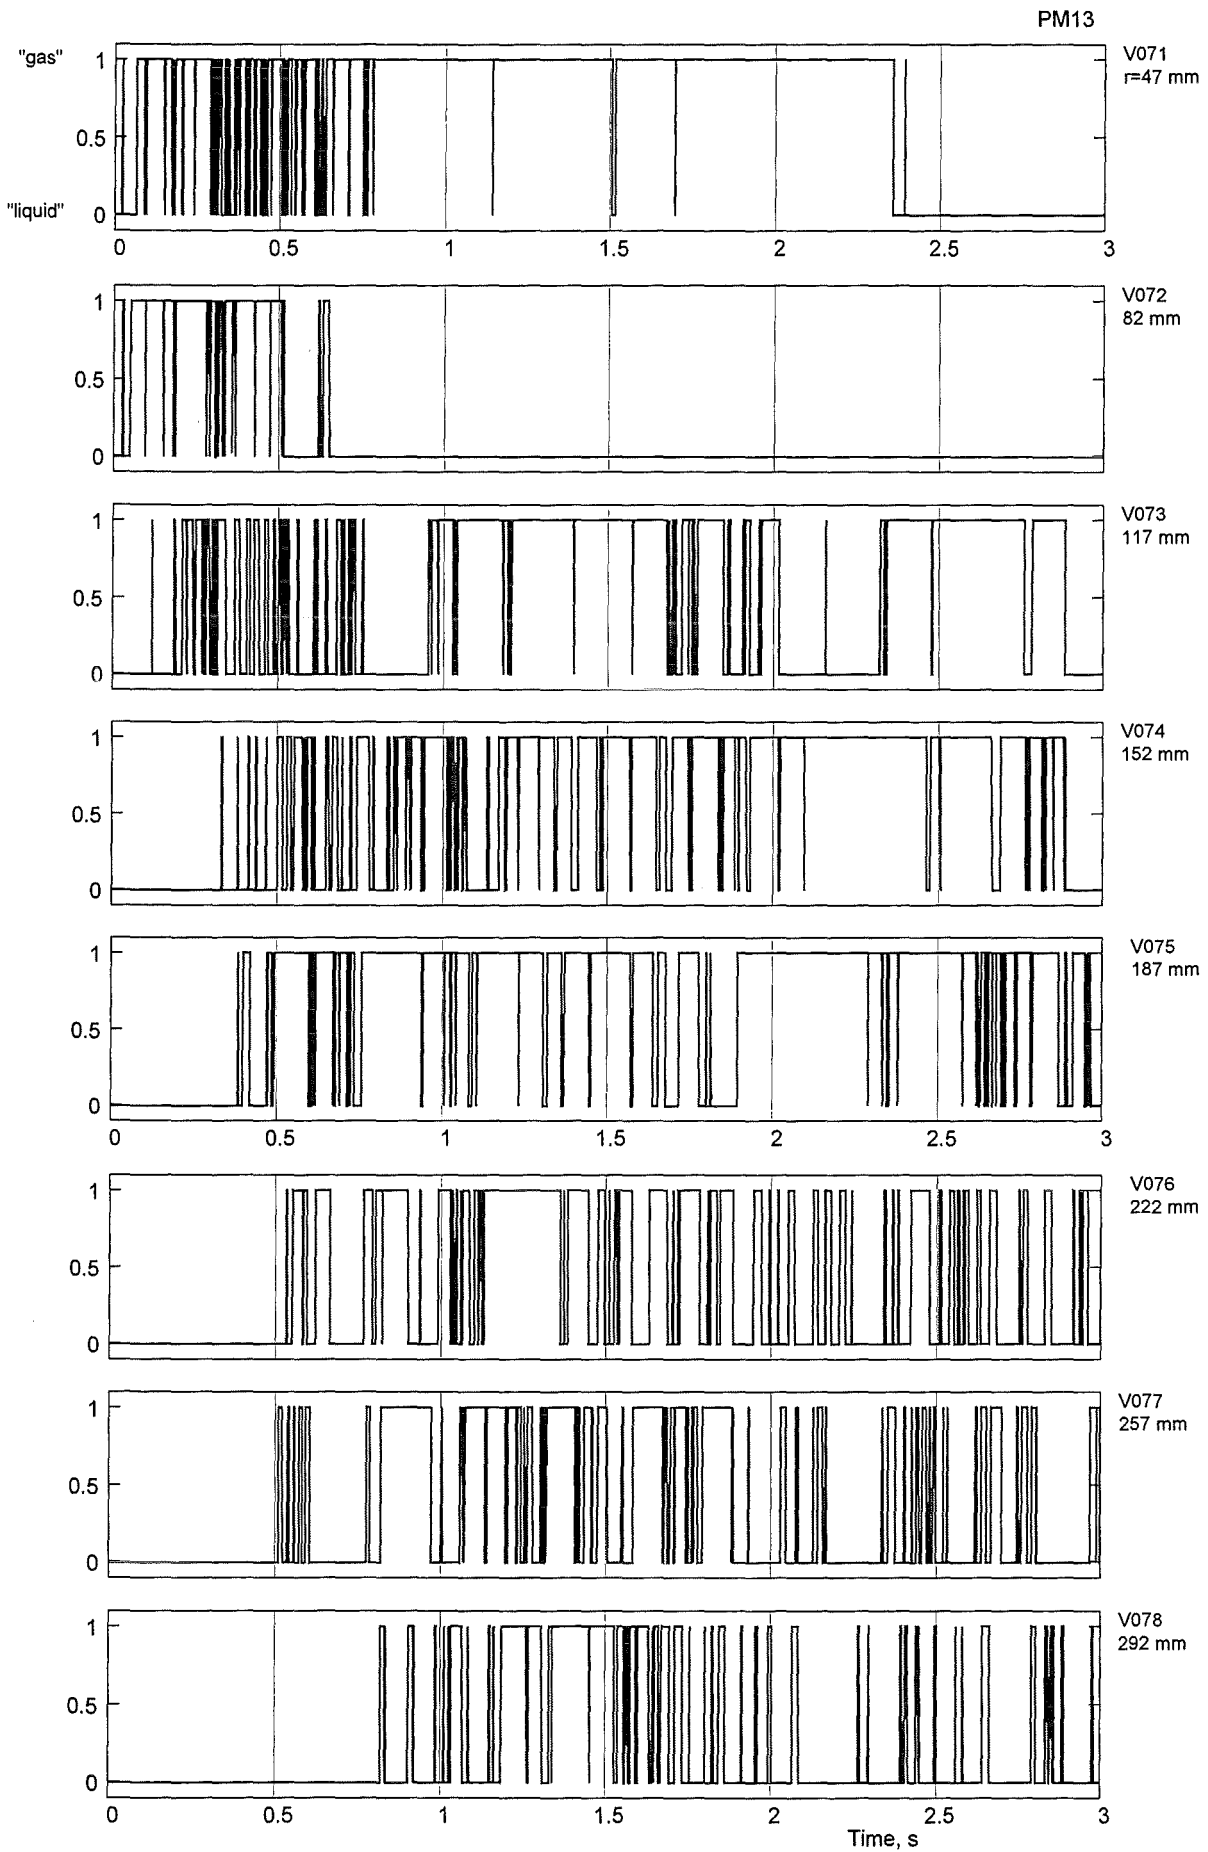 PM13
"gas" 1 V071
r=47 mm
0.5
"liquid" 0
0 0.5 1 1.5 2 2.5 3
1 V072
82 mm
0.5
0
1 V073
117 mm
0.5
0
1 V074
152 mm
0.5
0
1 V075
187 mm
0.5
0
0 0.5 1 1.5 2 2.5 3
1 V076
222 mm
0.5
0
1 V077
257 mm
0.5
0
1 V078
292 mm
0.5
0
0 0.5 1 1.5 2 2.5 3
Time, s